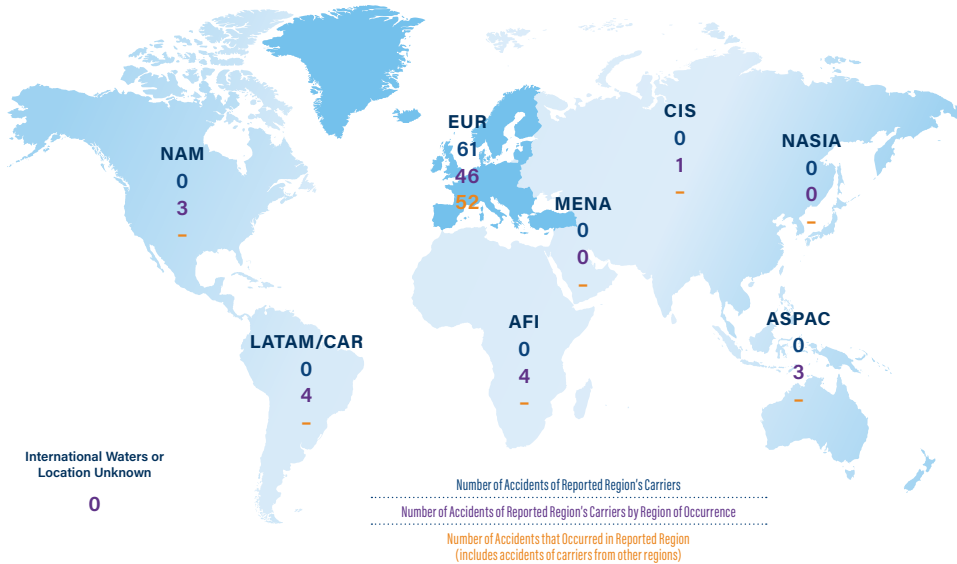 EUR
61
46
52
CIS
0
1
–
NASIA
0
0
–
NAM
0
3
–
MENA
0
0
–
AFI
0
4
–
ASPAC
0
3
–
LATAM/CAR
0
4
–
International Waters or
Location Unknown
0
Number of Accidents of Reported Region's Carriers
Number of Accidents of Reported Region's Carriers by Region of Occurrence
Number of Accidents that Occurred in Reported Region
(includes accidents of carriers from other regions)